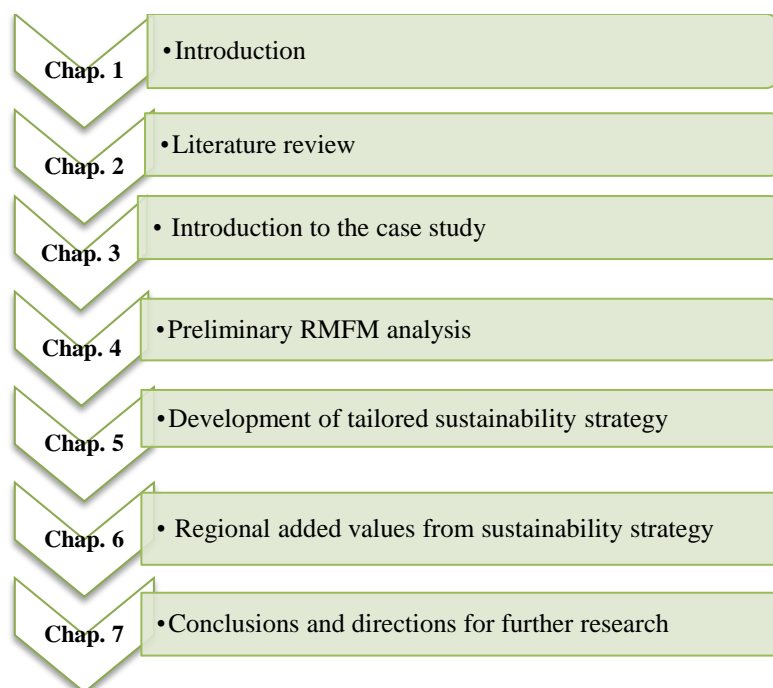 Chap. 1
•Introduction
Chap. 2
•Literature review
Chap. 3
• Introduction to the case study
Chap. 4
•Preliminary RMFM analysis
Chap. 5
•Development of tailored sustainability strategy
Chap. 6
• Regional added values from sustainability strategy
Chap. 7
•Conclusions and directions for further research